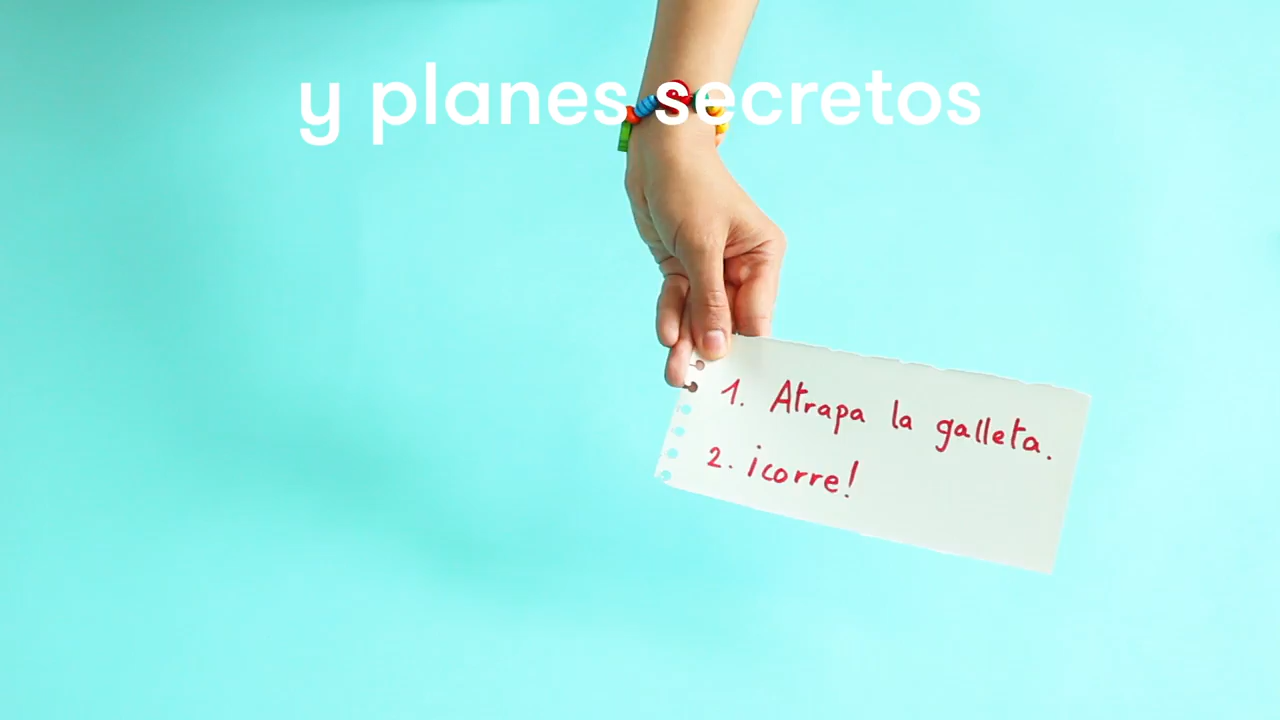 y planes secretos
1. Atrapa la galleta.
2. ¡corre!